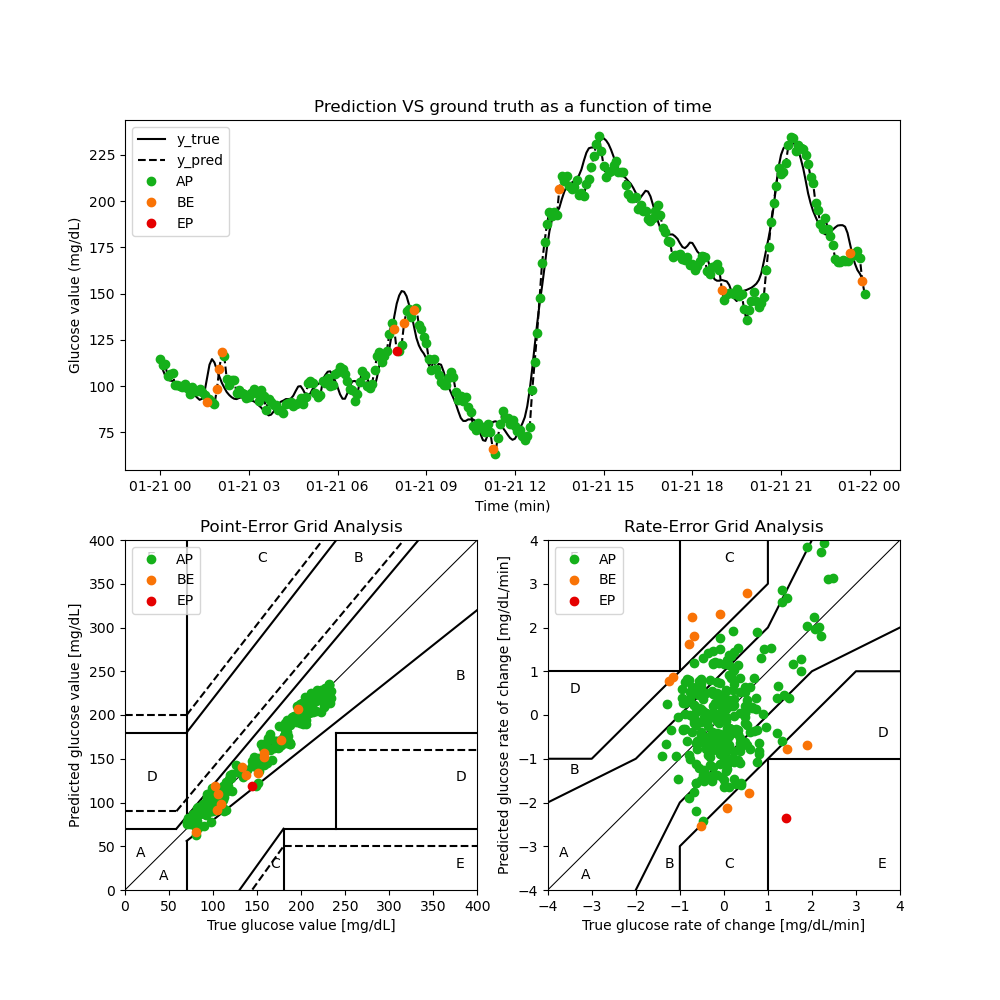 Prediction VS ground truth as a function of time
Glucose value (mg/dL)
225
200
175
150
125
100
75
y_true
y_pred
AP
BE
EP
01-21 00 01-21 03 01-21 06 01-21 09 01-21 12 01-21 15 01-21 18 01-21 21 01-22 00
Time (min)
Point-Error Grid Analysis
Predicted glucose value [mg/dL]
400
350
300
250
200
150
100
50
0
AP
BE
EP
C
B
B
D
D
A
A
C
E
0 50 100 150 200 250 300 350 400
True glucose value [mg/dL]
Rate-Error Grid Analysis
Predicted glucose rate of change [mg/dL/min]
4
3
2
1
0
−1
−2
−3
−4
AP
BE
EP
C
D
D
B
A
A
B
C
E
−4 −3 −2 −1 0 1 2 3 4
True glucose rate of change [mg/dL/min]